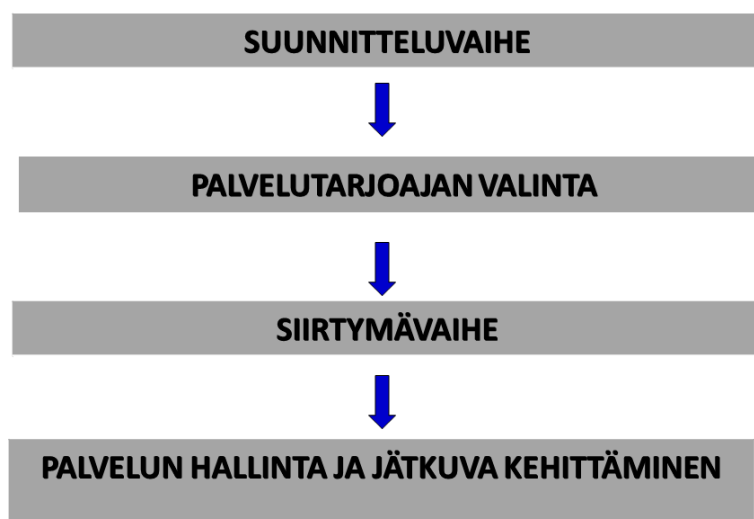 SUUNNITTELUVAIHE
PALVELUTARJOAJAN VALINTA
SIIRTYMÄVAIHE
PALVELUN HALLINTA JA JÄTKUVA KEHITTÄMINEN